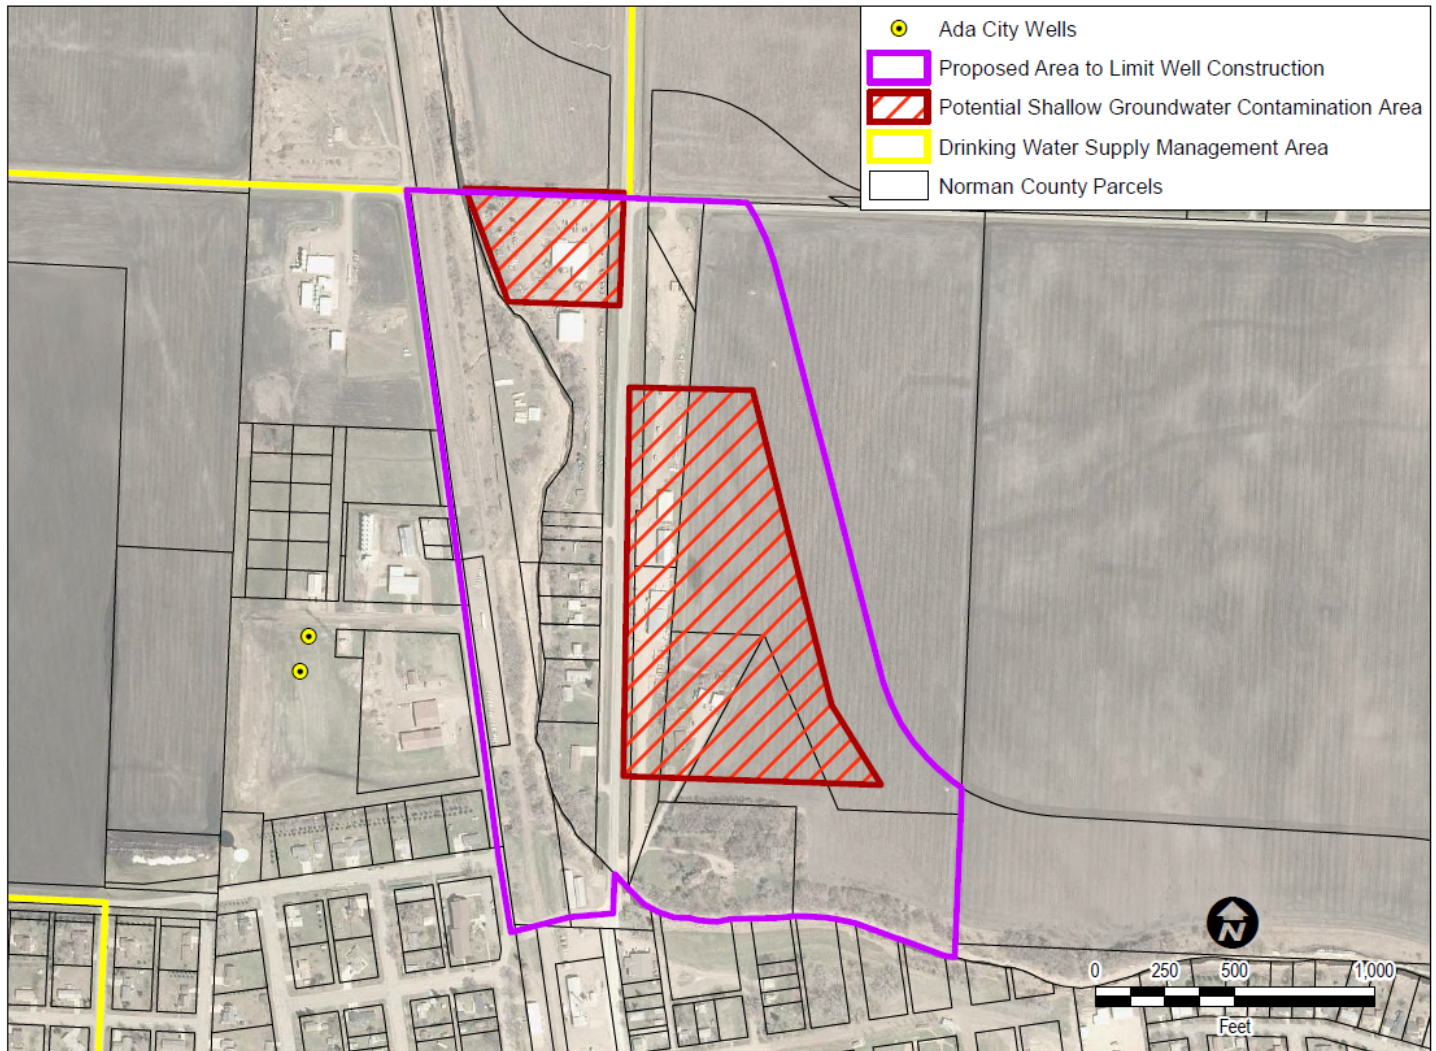 Ada City Wells
Proposed Area to Limit Well Construction
Potential Shallow Groundwater Contamination Area
Drinking Water Supply Management Area
Norman County Parcels
N
0 250 500 1,000
Feet